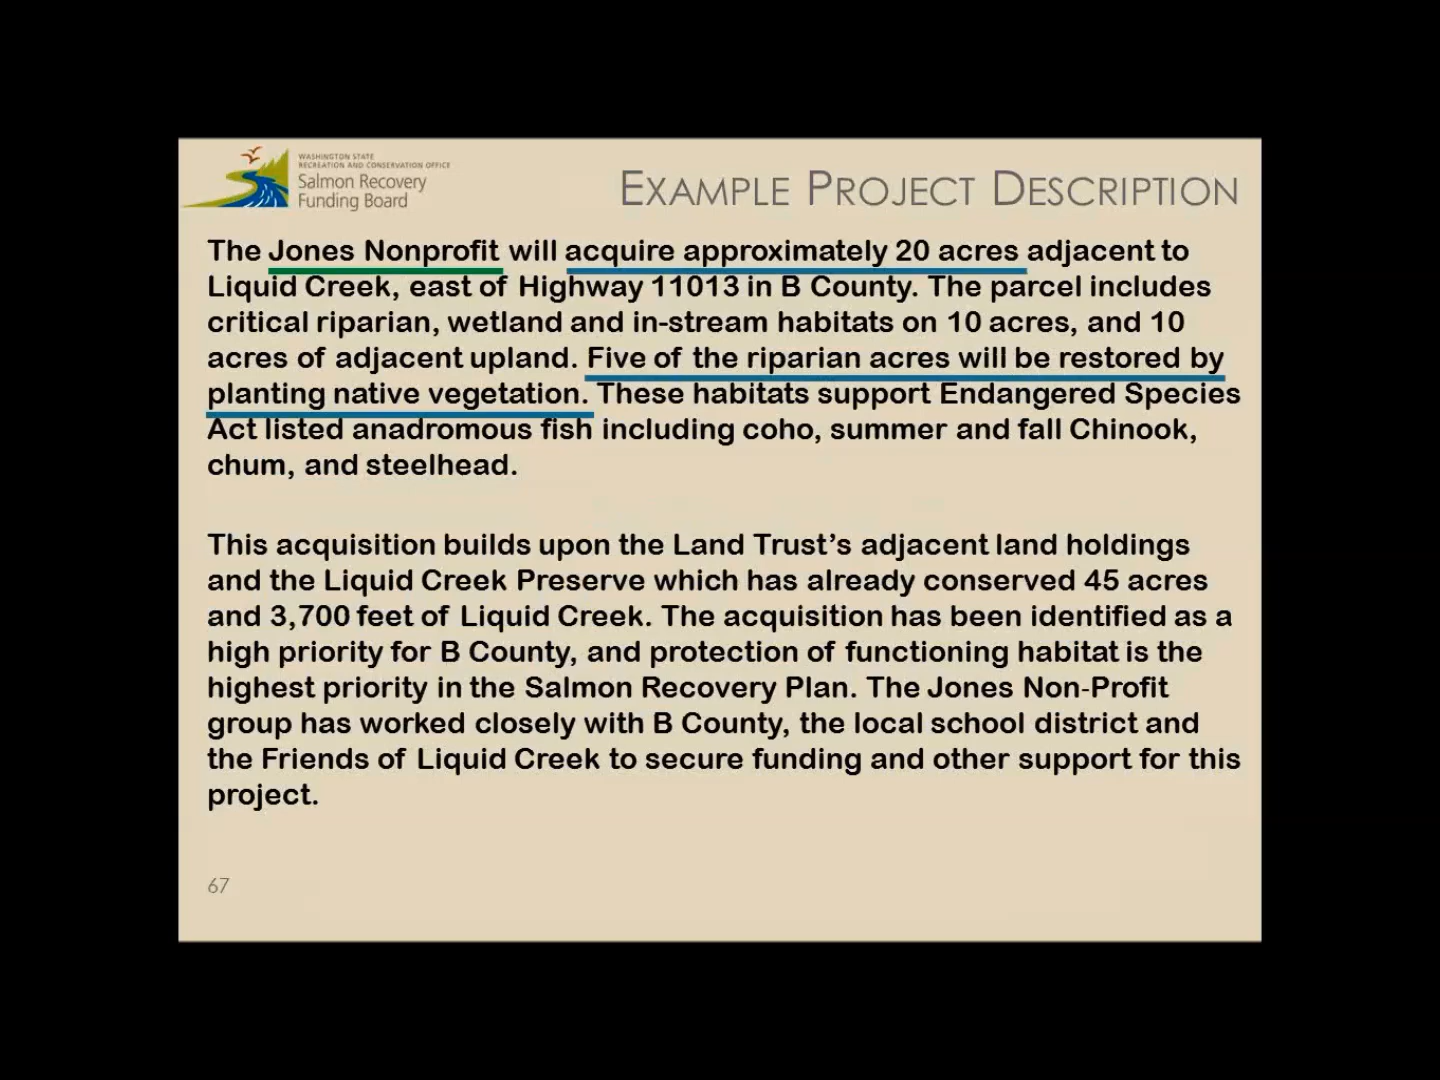 WASHINGTON STATE
RECREATION AND CONSERVATION OFFICE
Salmon Recovery
Funding Board
EXAMPLE PROJECT DESCRIPTION
The Jones Nonprofit will acquire approximately 20 acres adjacent to
Liquid Creek, east of Highway 11013 in B County. The parcel includes
critical riparian, wetland and in-stream habitats on 10 acres, and 10
acres of adjacent upland. Five of the riparian acres will be restored by
planting native vegetation. These habitats support Endangered Species
Act listed anadromous fish including coho, summer and fall Chinook,
chum, and steelhead.
This acquisition builds upon the Land Trust's adjacent land holdings
and the Liquid Creek Preserve which has already conserved 45 acres
and 3,700 feet of Liquid Creek. The acquisition has been identified as a
high priority for B County, and protection of functioning habitat is the
highest priority in the Salmon Recovery Plan. The Jones Non-Profit
group has worked closely with B County, the local school district and
the Friends of Liquid Creek to secure funding and other support for this
project.
67